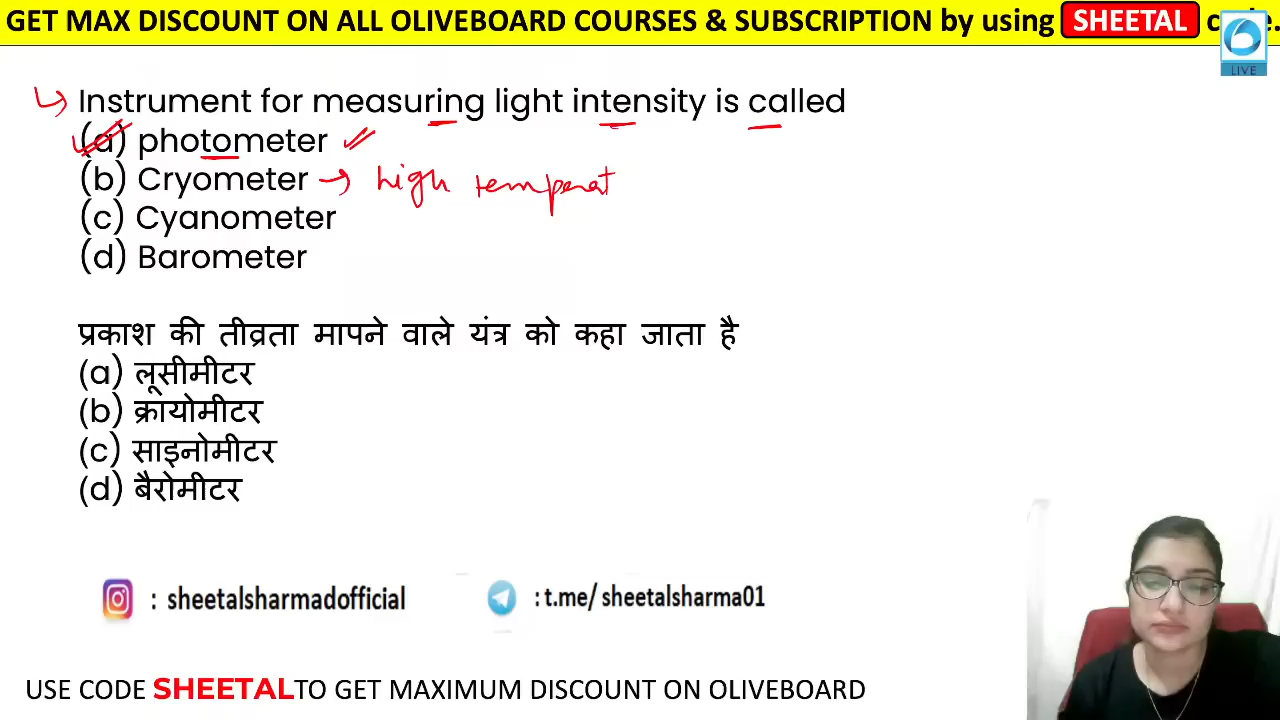 GET MAX DISCOUNT ON ALL OLIVEBOARD COURSES & SUBSCRIPTION by using SHEETAL code.
LIVE
Instrument for measuring light intensity is called
(a) photometer
(b) Cryometer → high temperat
(c) Cyanometer
(d) Barometer
प्रकाश की तीव्रता मापने वाले यंत्र को कहा जाता है
(a) लूसीमीटर
(b) क्रायोमीटर
(c) साइनोमीटर
(d) बैरोमीटर
: sheetalsharmadofficial
: t.me/ sheetalsharma01
USE CODE SHEETALTO GET MAXIMUM DISCOUNT ON OLIVEBOARD